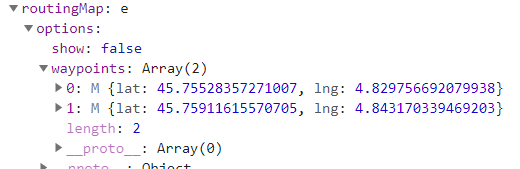 routingMap: e
options:
show: false
waypoints: Array(2)
0: M {lat: 45.75528357271007, lng: 4.829756692079938}
1: M {lat: 45.75911615570705, lng: 4.843170339469203}
length: 2
__proto__: Array(0)
__proto__: Object